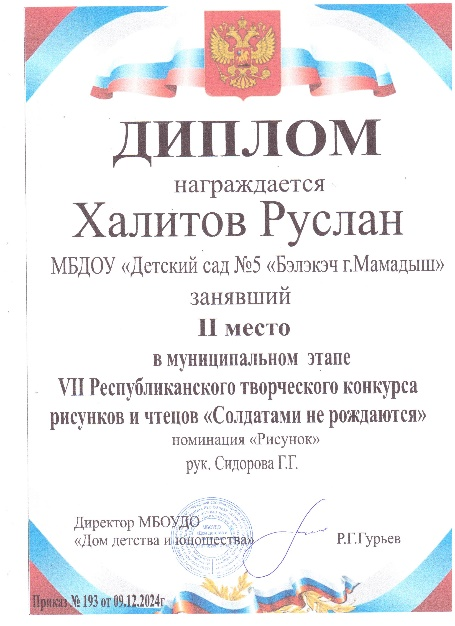 ДИПЛОМ
награждается
Халитов Руслан
МБДОУ «Детский сад №5 «Бэлэкэч г.Мамадыш»
занявший
II место
в муниципальном этапе
VII Республиканского творческого конкурса
рисунков и чтецов «Солдатами не рождаются»
номинация «Рисунок»
рук. Сидорова Г.Г.
Директор МБОУДО
«Дом детства и юношества»
Р.Г.Гурьев
Приказ № 193 от 09.12.2024г